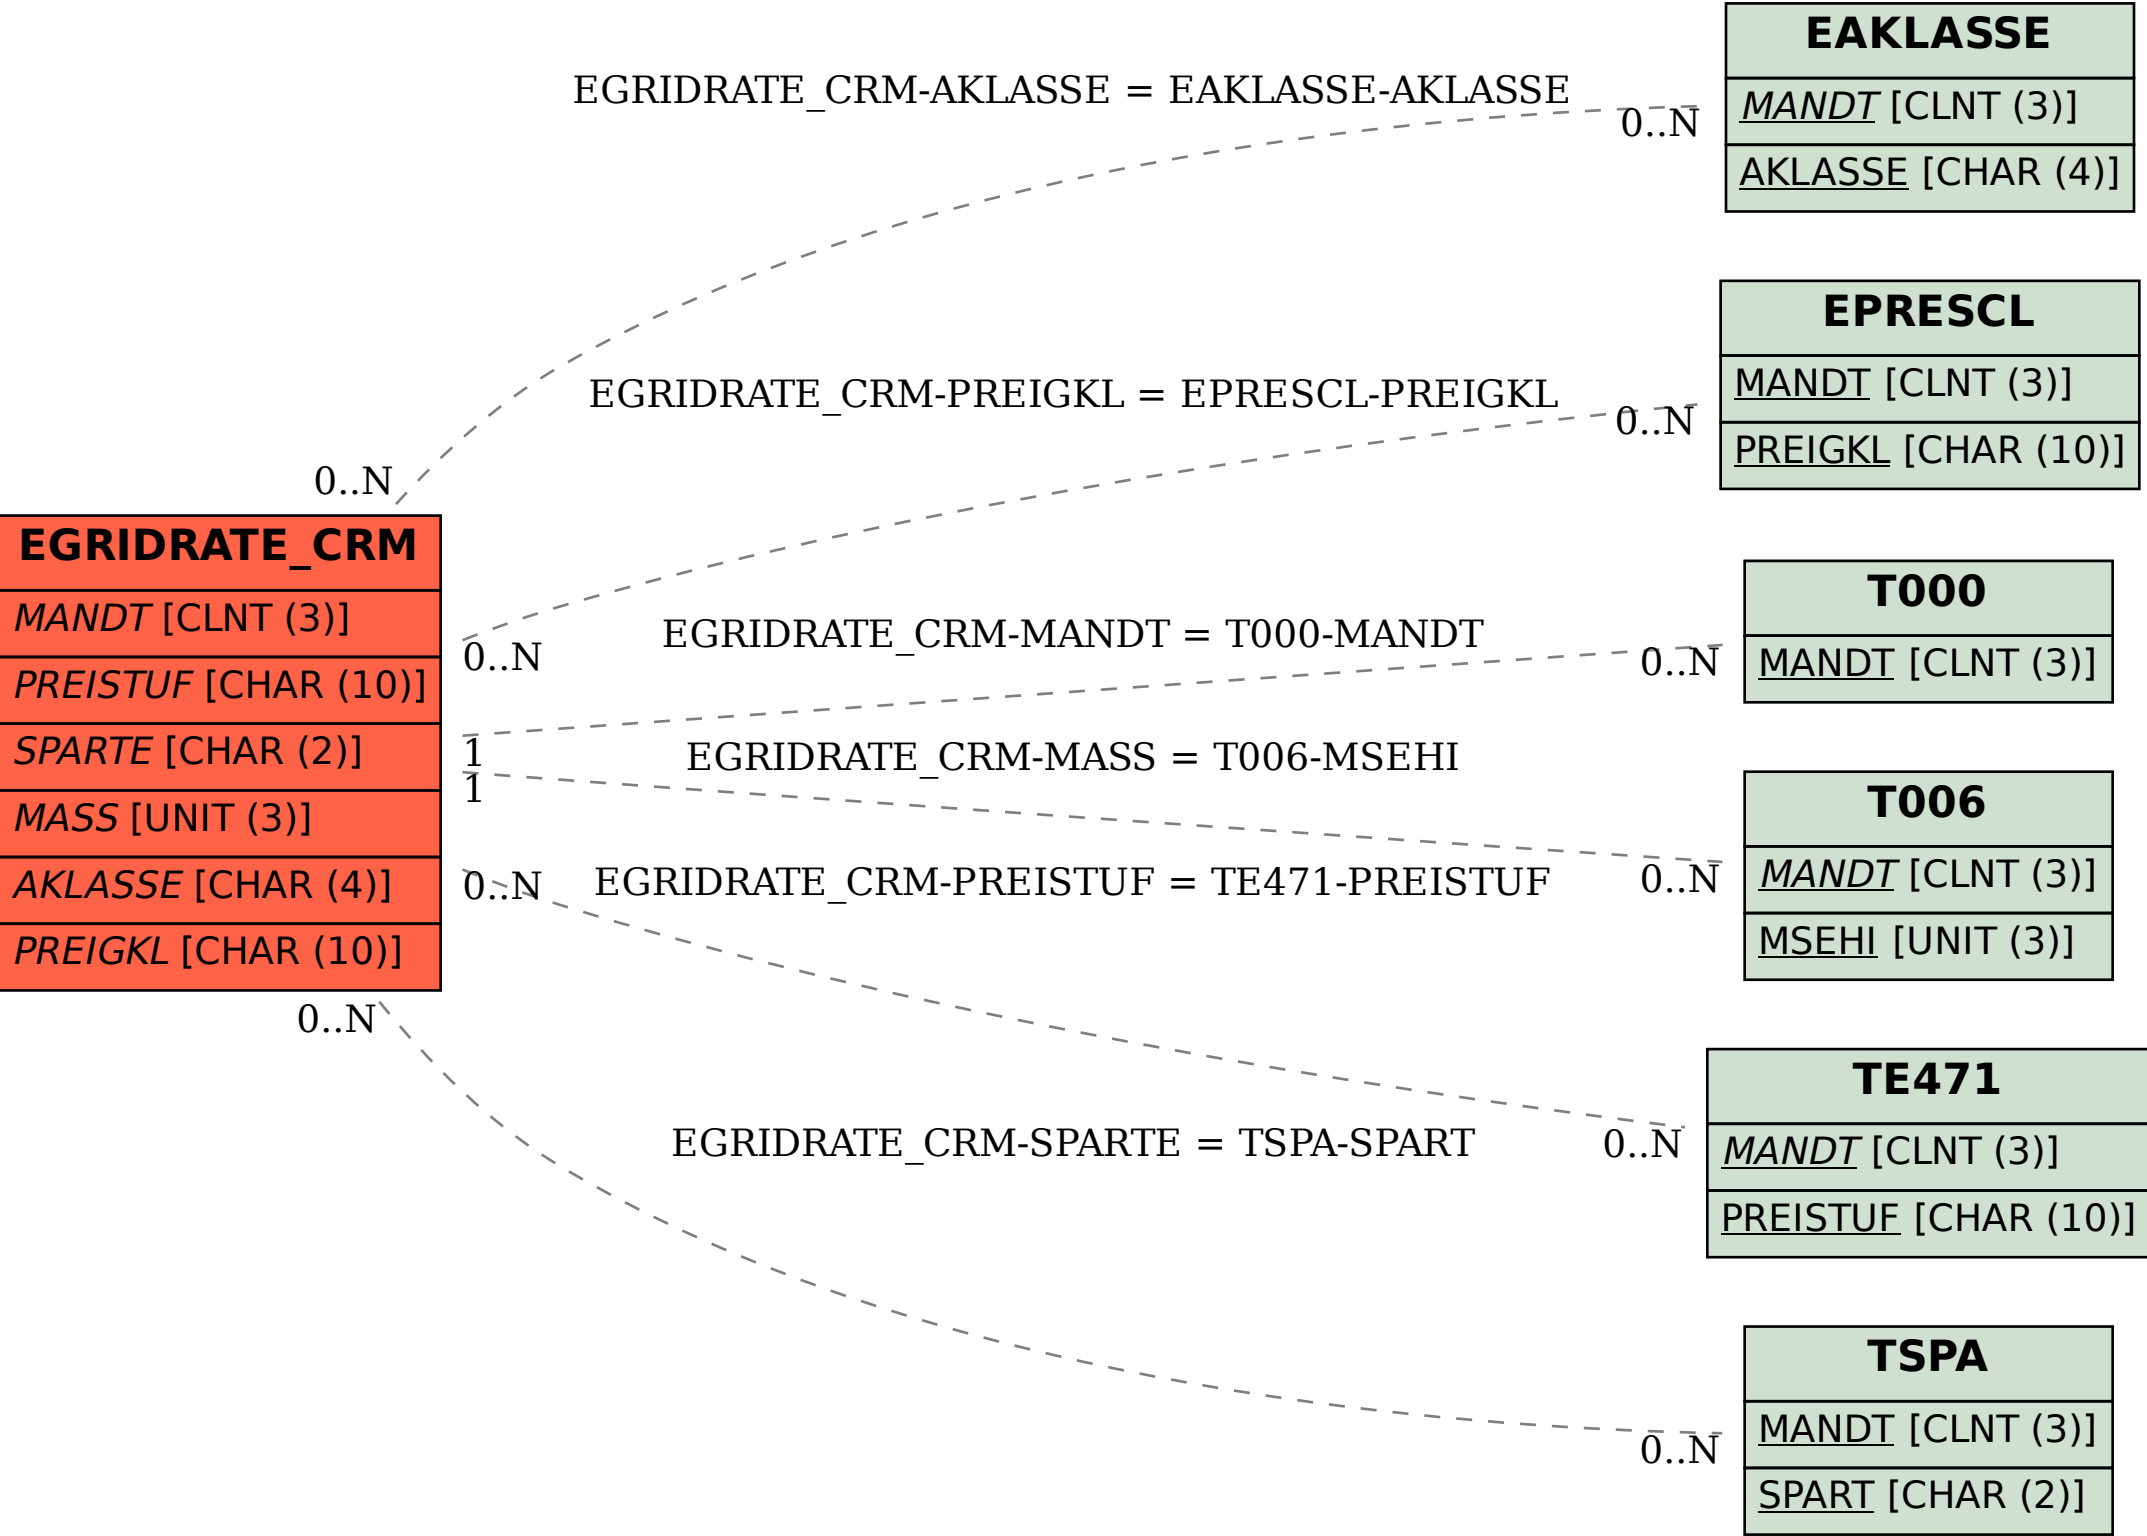 EAKLASSE
MANDT [CLNT (3)]
AKLASSE [CHAR (4)]
EGRIDRATE_CRM-AKLASSE = EAKLASSE-AKLASSE
0..N
0..N
EPRESCL
MANDT [CLNT (3)]
PREIGKL [CHAR (10)]
EGRIDRATE_CRM-PREIGKL = EPRESCL-PREIGKL
0..N
0..N
EGRIDRATE_CRM
MANDT [CLNT (3)]
PREISTUF [CHAR (10)]
SPARTE [CHAR (2)]
MASS [UNIT (3)]
AKLASSE [CHAR (4)]
PREIGKL [CHAR (10)]
T000
MANDT [CLNT (3)]
EGRIDRATE_CRM-MANDT = T000-MANDT
0..N
1
EGRIDRATE_CRM-MASS = T006-MSEHI
1
0..N
T006
MANDT [CLNT (3)]
MSEHI [UNIT (3)]
EGRIDRATE_CRM-PREISTUF = TE471-PREISTUF
0..N
0..N
TE471
MANDT [CLNT (3)]
PREISTUF [CHAR (10)]
EGRIDRATE_CRM-SPARTE = TSPA-SPART
0..N
0..N
TSPA
MANDT [CLNT (3)]
SPART [CHAR (2)]